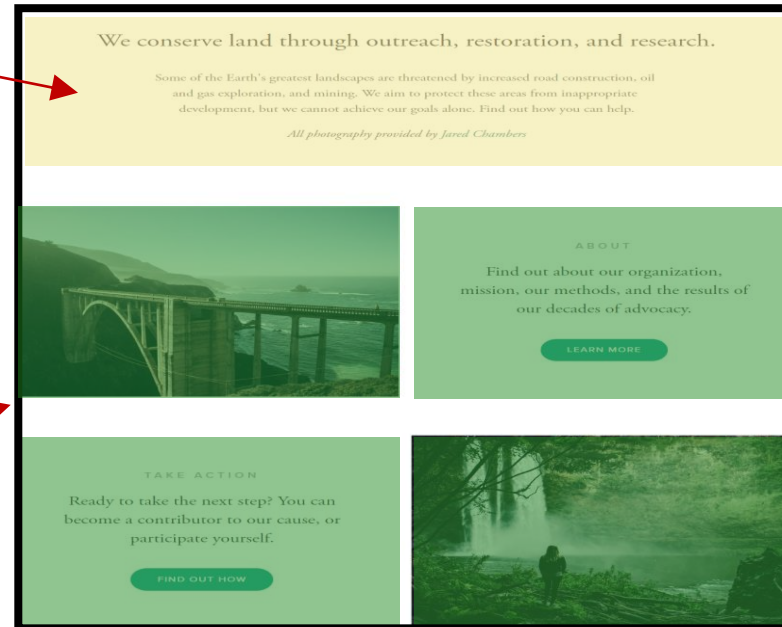 We conserve land through outreach, restoration, and research.
Some of the Earth's greatest landscapes are threatened by increased road construction, oil
and gas exploration, and mining. We aim to protect these areas from inappropriate
development, but we cannot achieve our goals alone. Find out how you can help.
All photography provided by Jared Chambers
ABOUT
Find out about our organization,
mission, our methods, and the results of
our decades of advocacy.
LEARN MORE
TAKE ACTION
Ready to take the next step? You can
become a contributor to our cause, or
participate yourself.
FIND OUT HOW